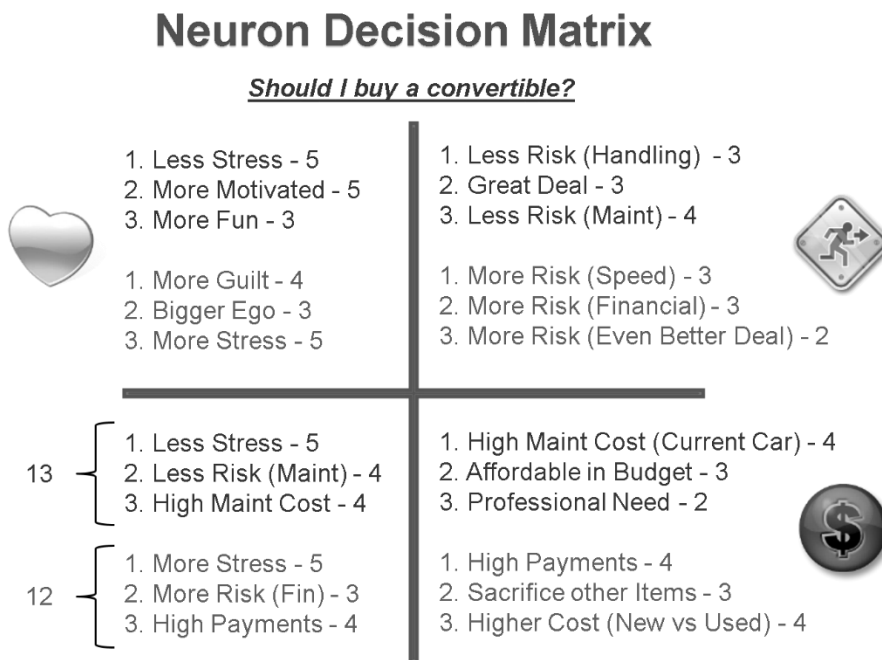 Neuron Decision Matrix
Should I buy a convertible?
1. Less Stress - 5
2. More Motivated - 5
3. More Fun - 3
1. More Guilt - 4
2. Bigger Ego - 3
3. More Stress - 5
1. Less Risk (Handling) - 3
2. Great Deal - 3
3. Less Risk (Maint) - 4
1. More Risk (Speed) - 3
2. More Risk (Financial) - 3
3. More Risk (Even Better Deal) - 2
13
1. Less Stress - 5
2. Less Risk (Maint) - 4
3. High Maint Cost - 4
12
1. More Stress - 5
2. More Risk (Fin) - 3
3. High Payments - 4
1. High Maint Cost (Current Car) - 4
2. Affordable in Budget - 3
3. Professional Need - 2
1. High Payments - 4
2. Sacrifice other Items - 3
3. Higher Cost (New vs Used) - 4
$